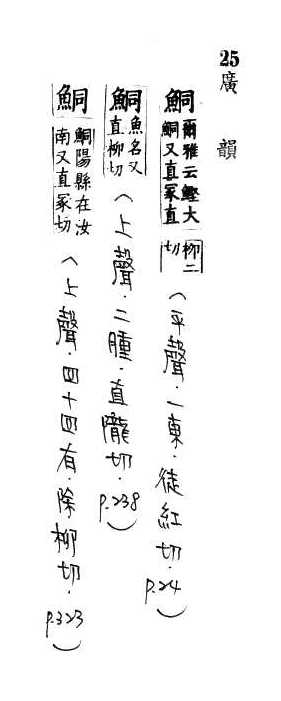 25 廣韻
鮦 爾雅云鰹大鮦又直冢直柳二切 (平聲.一東.徒紅切. P.24)
鮦 魚名又直柳切 (上聲.二腫.直隴切. P.238)
鮦 鮦陽縣在汝南又直冢切 (上聲.四十四有.除柳切. P.323)